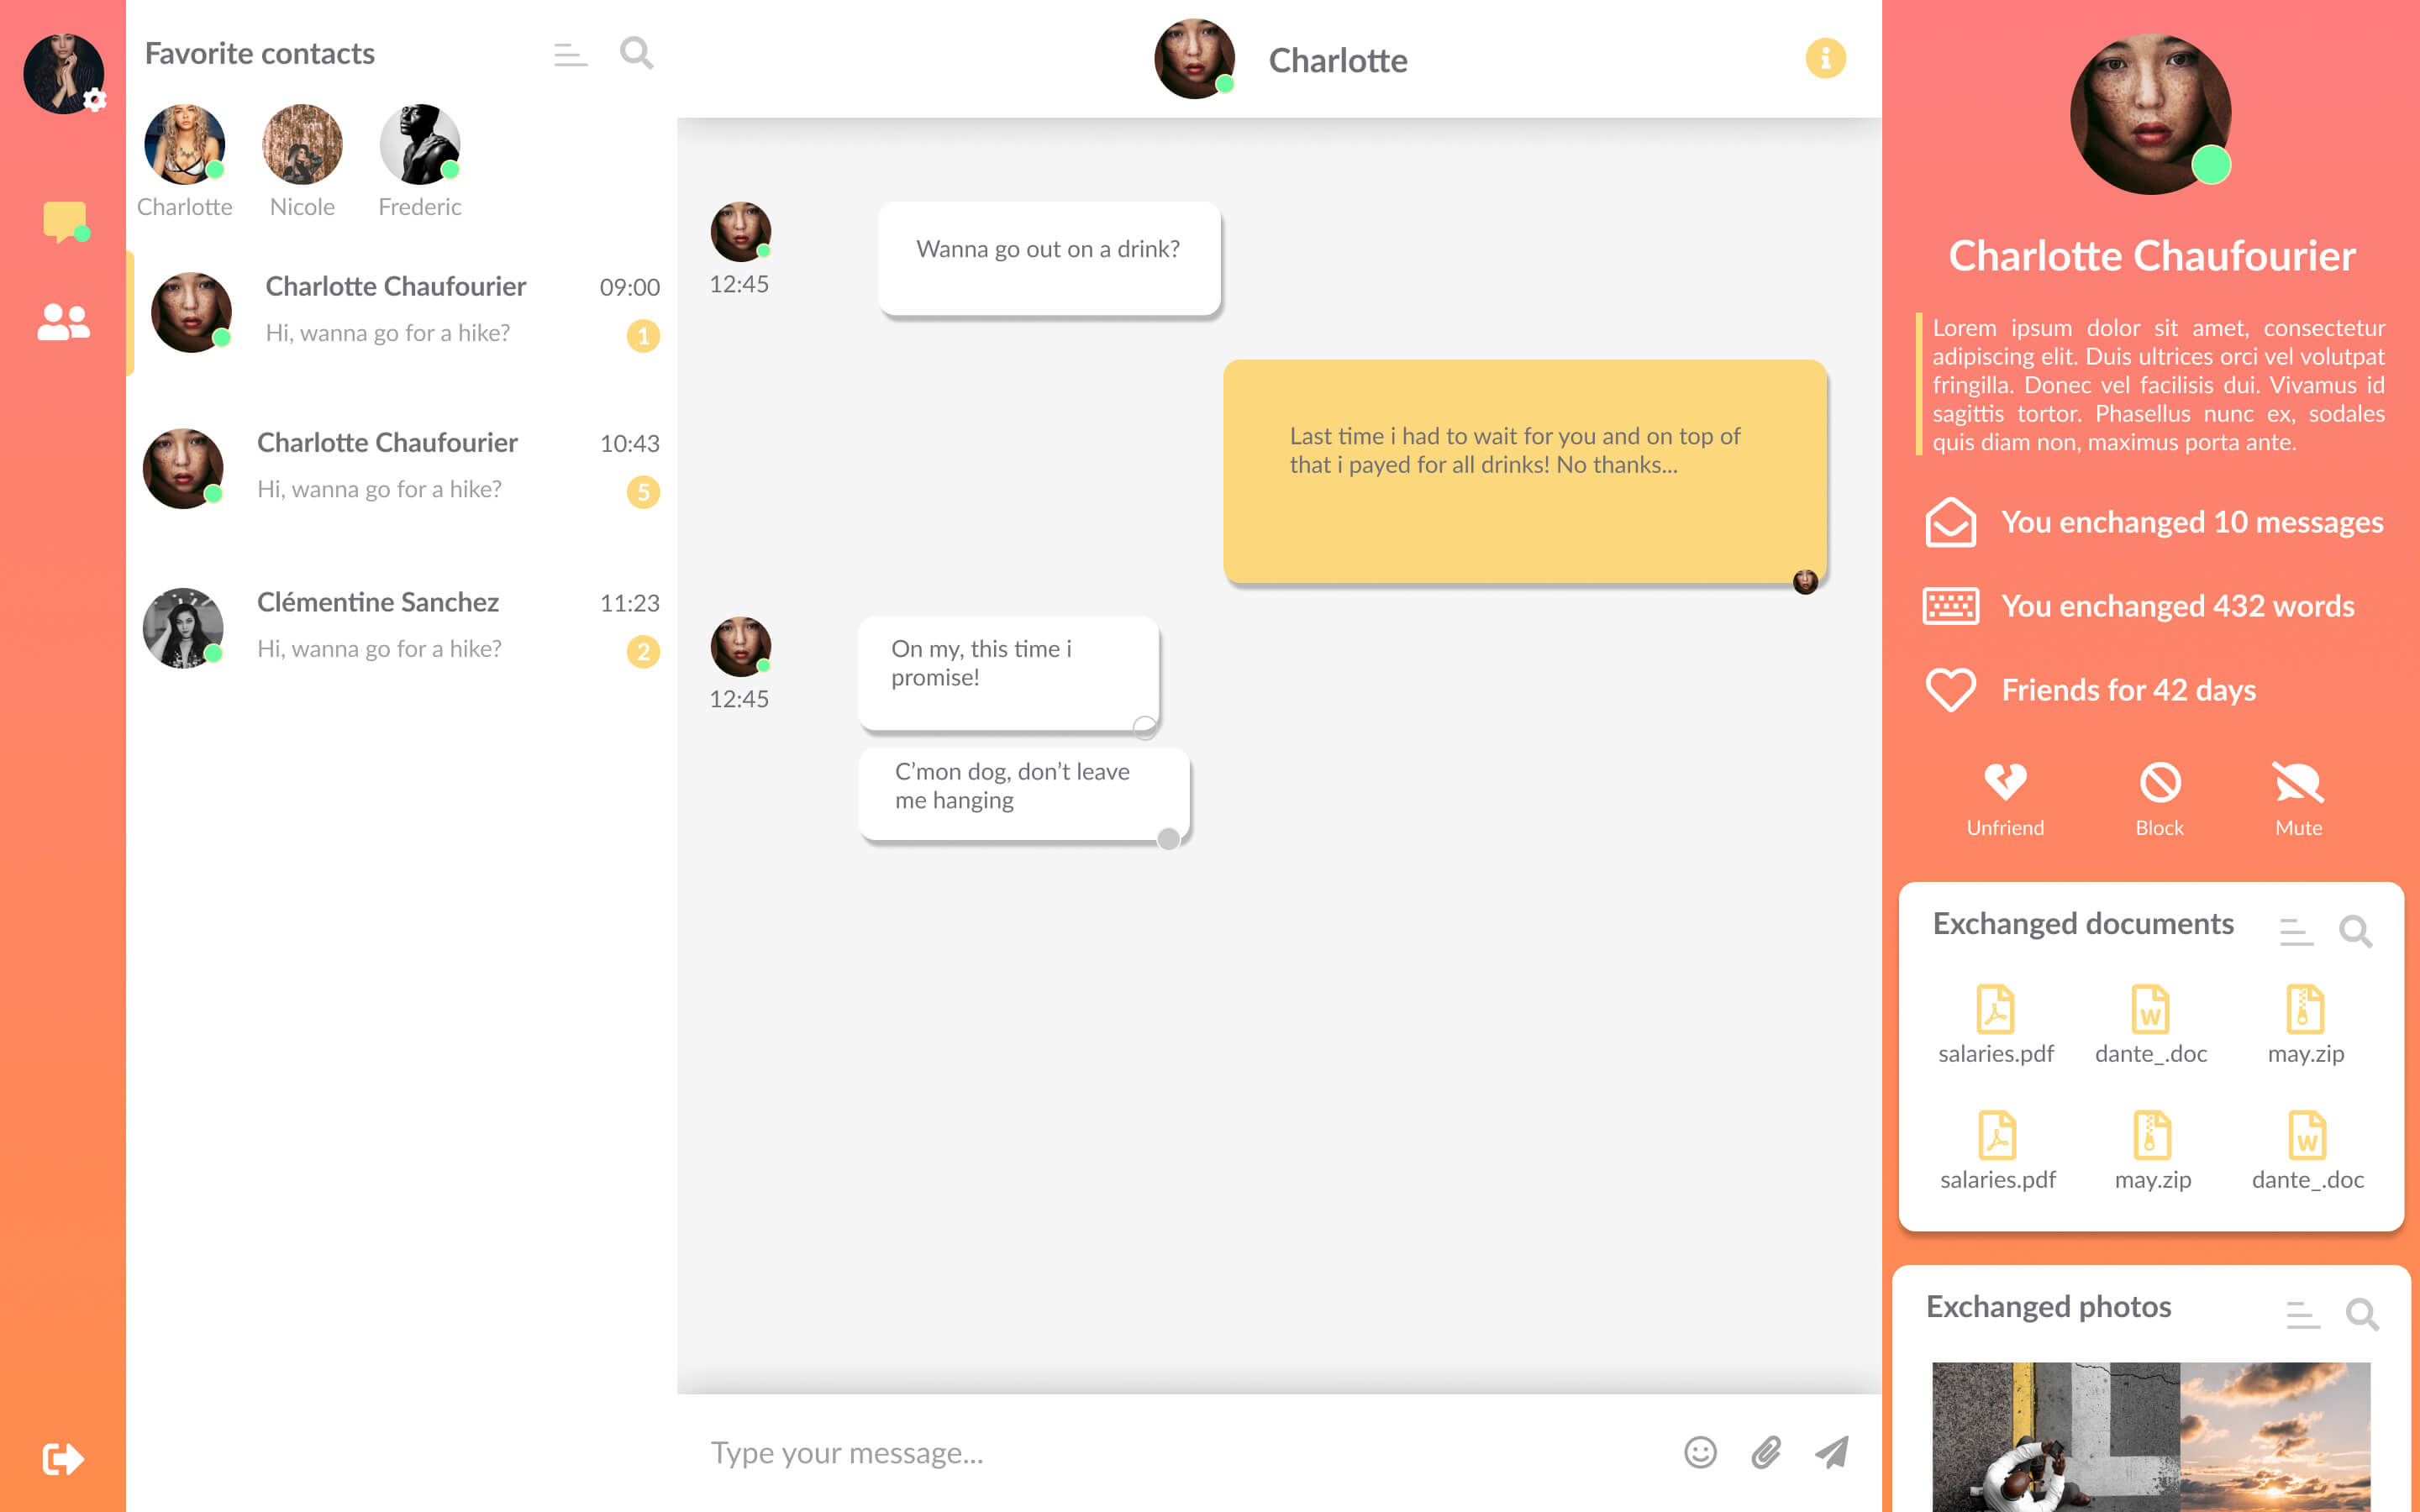 Favorite contacts
Charlotte
Nicole
Frederic
Charlotte Chaufourier
09:00
Hi, wanna go for a hike?
1
Charlotte Chaufourier
10:43
Hi, wanna go for a hike?
5
Clémentine Sanchez
11:23
Hi, wanna go for a hike?
2
Charlotte
Wanna go out on a drink?
12:45
Last time i had to wait for you and on top of
that i payed for all drinks! No thanks...
On my, this time i
promise!
12:45
C’mon dog, don’t leave
me hanging
Type your message...
Charlotte Chaufourier
Lorem ipsum dolor sit amet, consectetur
adipiscing elit. Duis ultrices orci vel volutpat
fringilla. Donec vel facilisis dui. Vivamus id
sagittis tortor. Phasellus nunc ex, sodales
quis diam non, maximus porta ante.
You enchanged 10 messages
You enchanged 432 words
Friends for 42 days
Unfriend
Block
Mute
Exchanged documents
salaries.pdf
dante_.doc
may.zip
salaries.pdf
may.zip
dante_.doc
Exchanged photos